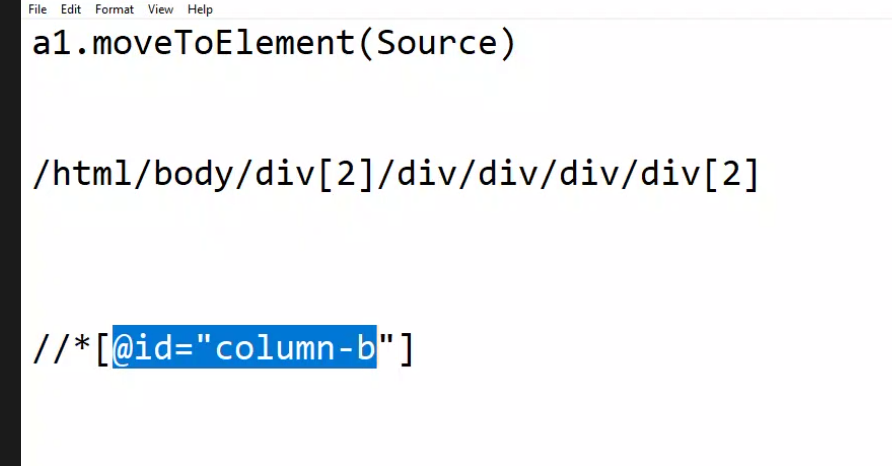 File Edit Format View Help
a1.moveToElement(Source)
/html/body/div[2]/div/div/div/div[2]
//*[@id="column-b"]